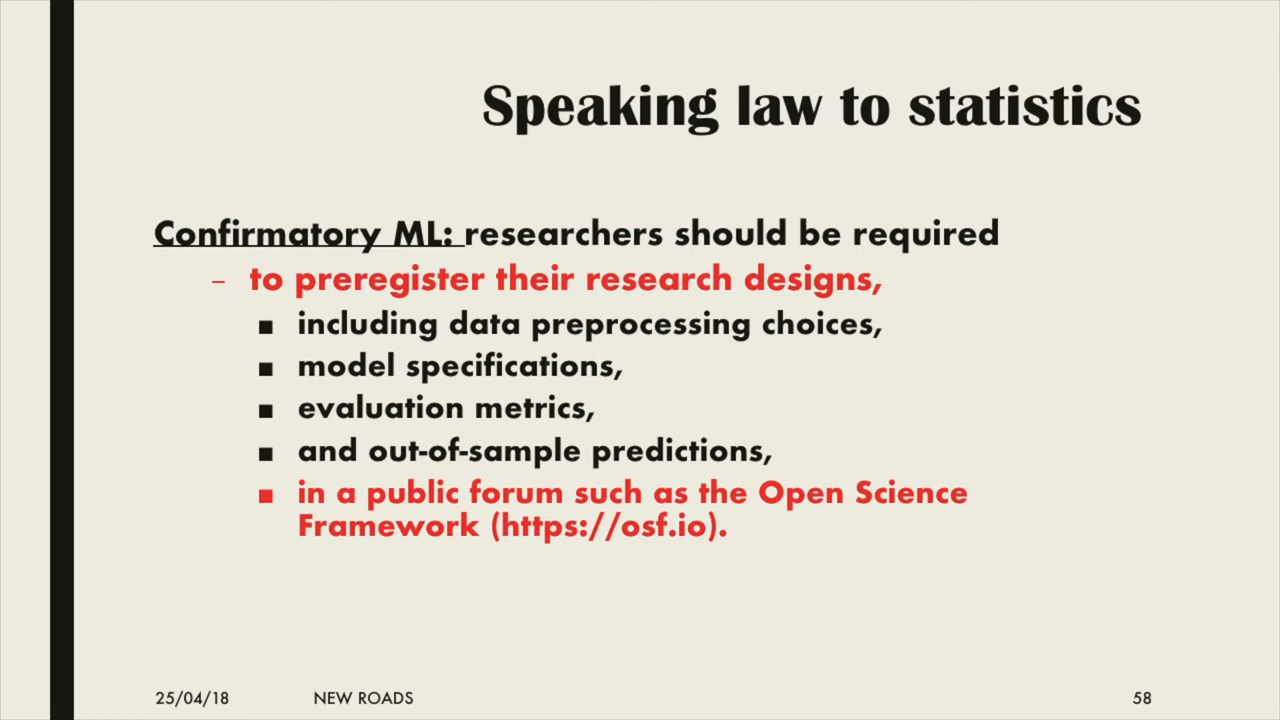 Speaking law to statistics
Confirmatory ML: researchers should be required
– to preregister their research designs,
■ including data preprocessing choices,
■ model specifications,
■ evaluation metrics,
■ and out-of-sample predictions,
■ in a public forum such as the Open Science
Framework (https://osf.io).
25/04/18 NEW ROADS 58